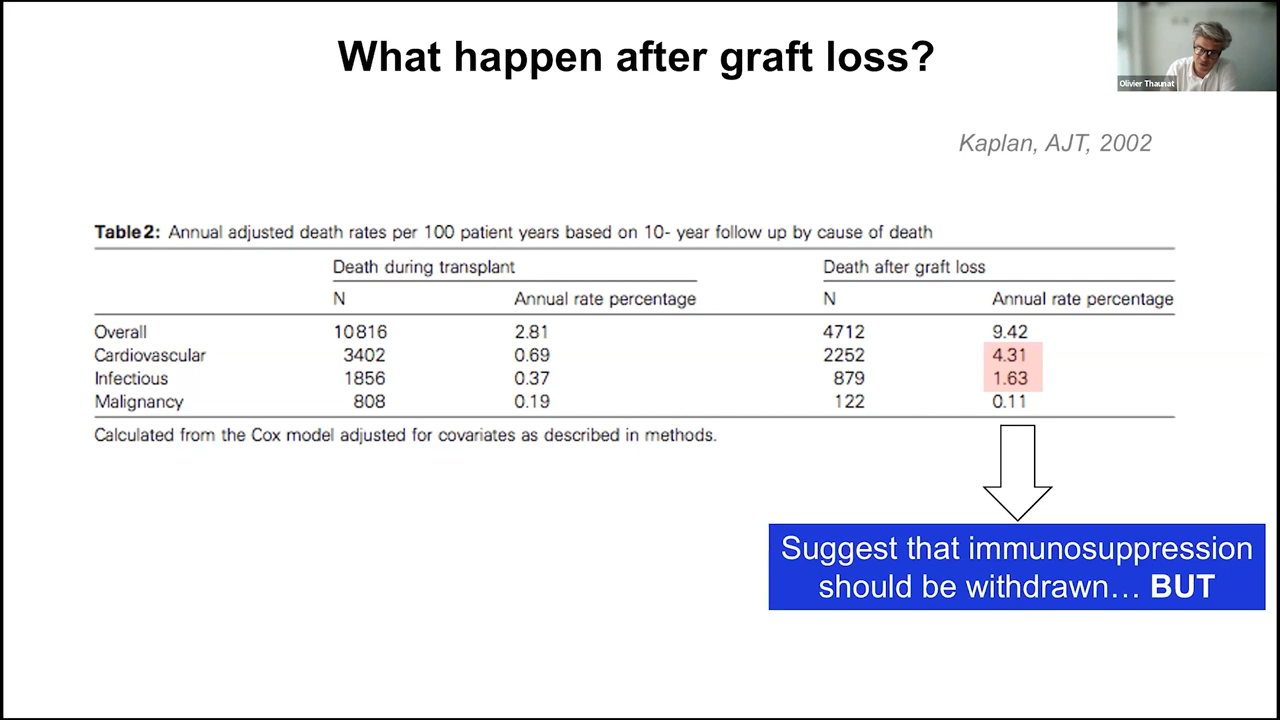 What happen after graft loss?
Olivier Thaunat
Kaplan, AJT, 2002
Table 2: Annual adjusted death rates per 100 patient years based on 10- year follow up by cause of death
Death during transplant Death after graft loss
N Annual rate percentage N Annual rate percentage
Overall 10 816 2.81 4712 9.42
Cardiovascular 3402 0.69 2252 4.31
Infectious 1856 0.37 879 1.63
Malignancy 808 0.19 122 0.11
Calculated from the Cox model adjusted for covariates as described in methods.
Suggest that immunosuppression
should be withdrawn… BUT